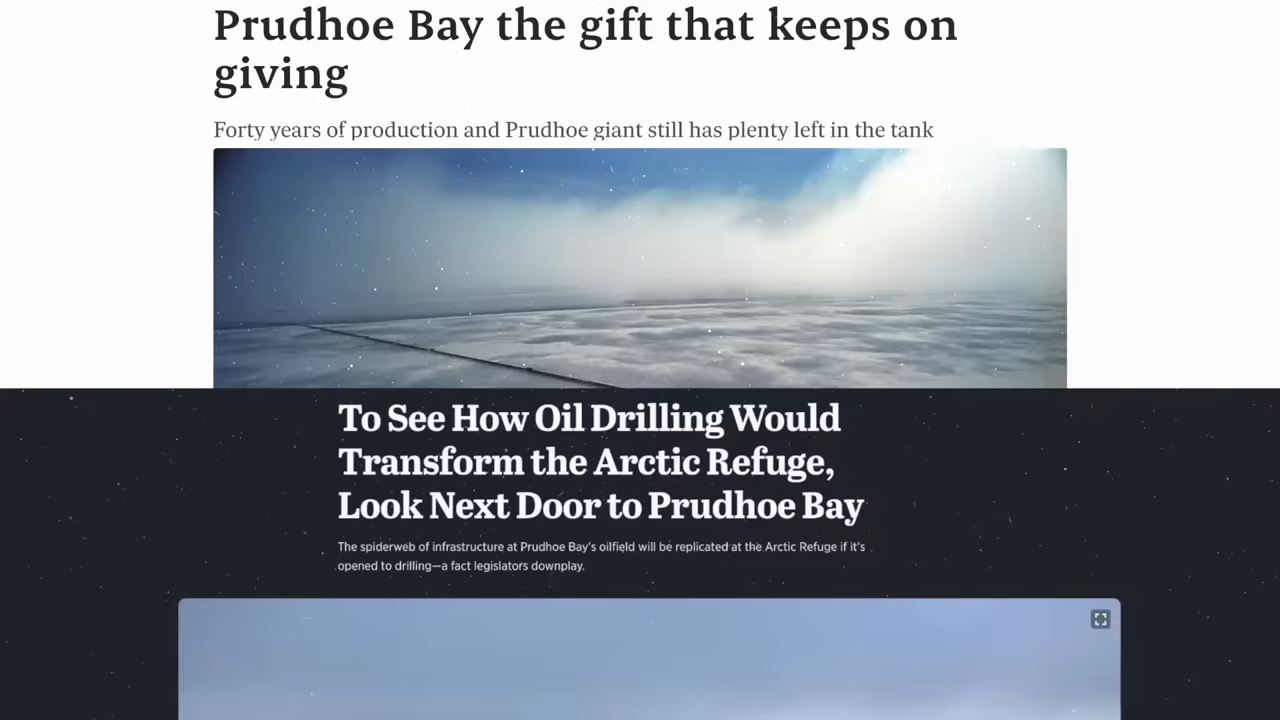 Prudhoe Bay the gift that keeps on
giving
Forty years of production and Prudhoe giant still has plenty left in the tank
To See How Oil Drilling Would
Transform the Arctic Refuge,
Look Next Door to Prudhoe Bay
The spiderweb of infrastructure at Prudhoe Bay's oilfield will be replicated at the Arctic Refuge if it's
opened to drilling—a fact legislators downplay.